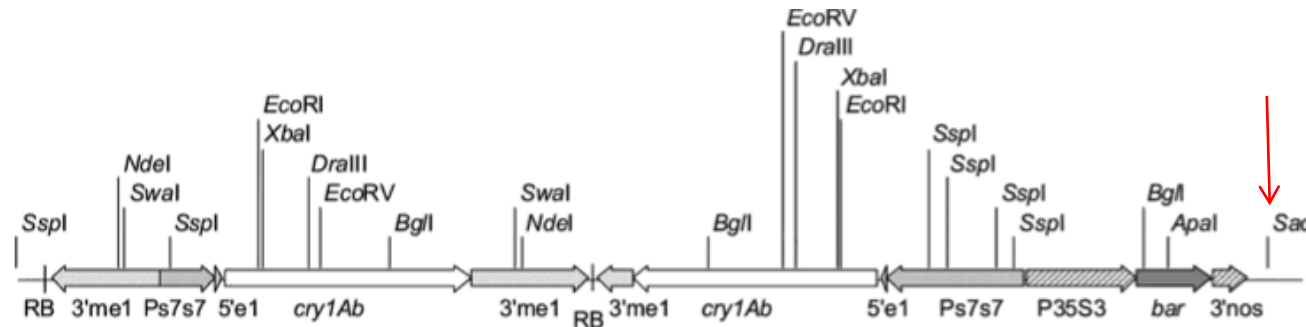 EcoRV
DraIII
XbaI
EcoRI EcoRI
XbaI SspI
NdeI DraIII SspI
SwaI EcoRV SwaI SspI BglI
SspI SspI BglI NdeI BglI SspI ApaI Sac
RB 3'me1 Ps7s7 5'e1 cry1Ab 3'me1 RB 3'me1 cry1Ab 5'e1 Ps7s7 P35S3 bar 3'nos